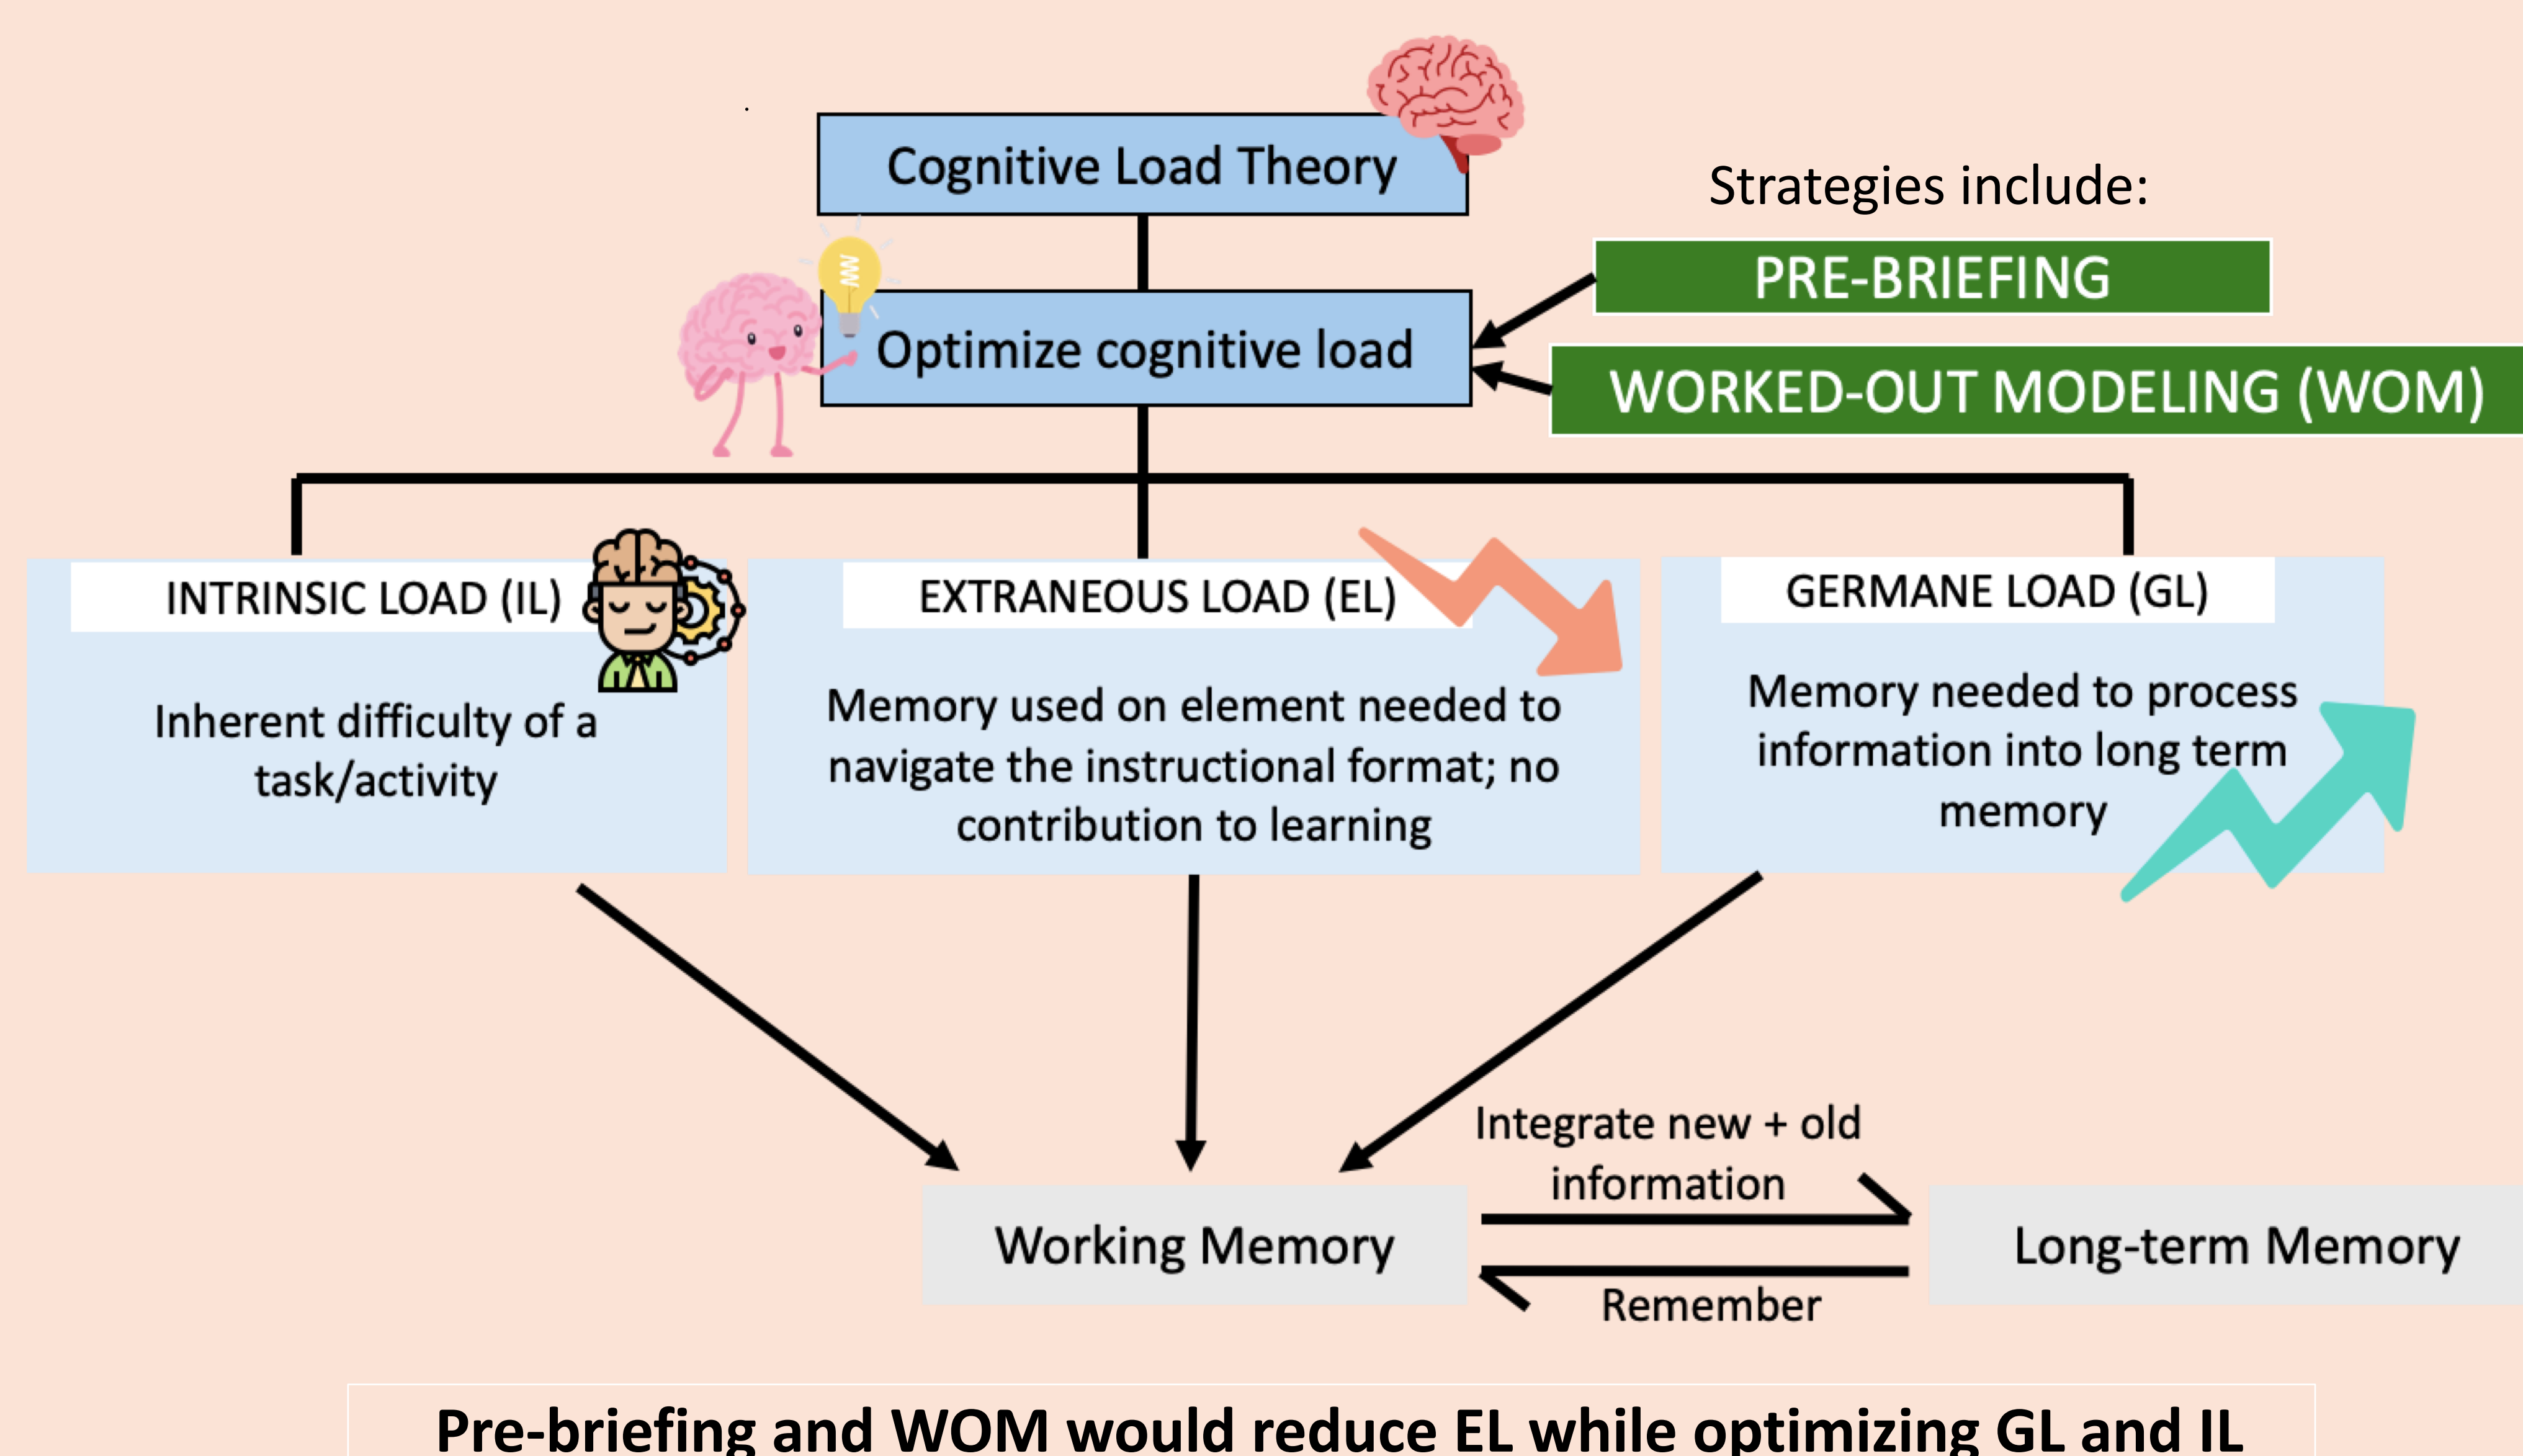 Cognitive Load Theory
Strategies include:
PRE-BRIEFING
Optimize cognitive load
WORKED-OUT MODELING (WOM)
INTRINSIC LOAD (IL)
Inherent difficulty of a
task/activity
EXTRANEOUS LOAD (EL)
Memory used on element needed to
navigate the instructional format; no
contribution to learning
GERMANE LOAD (GL)
Memory needed to process
information into long term
memory
Integrate new + old
information
Working Memory
Long-term Memory
Remember
Pre-briefing and WOM would reduce EL while optimizing GL and IL